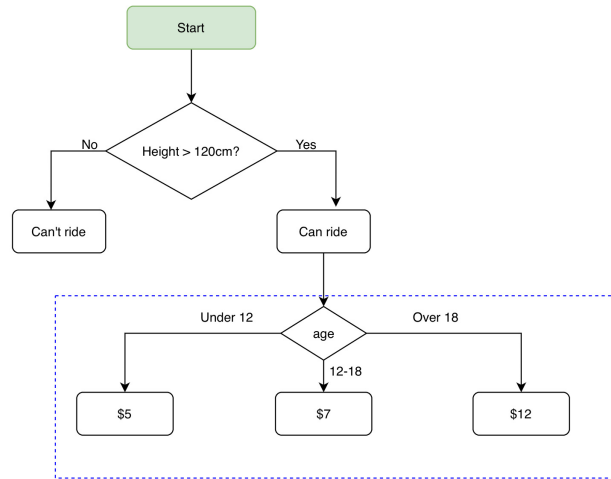 Start
Height > 120cm?
No
Yes
Can't ride
Can ride
Under 12
age
Over 18
12-18
$5
$7
$12